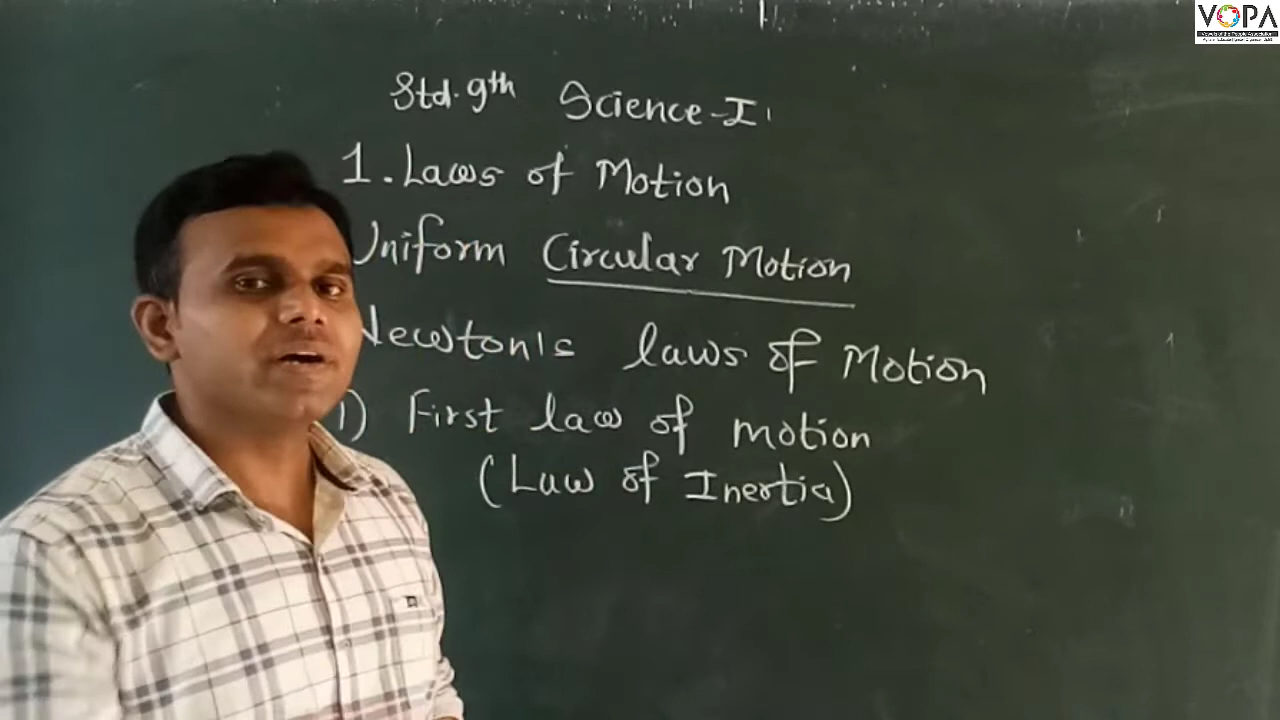 VOPA
Std. 9th Science-I
1. Laws of Motion
Uniform Circular Motion
Newton's laws of Motion
1) First law of motion
(Law of Inertia)